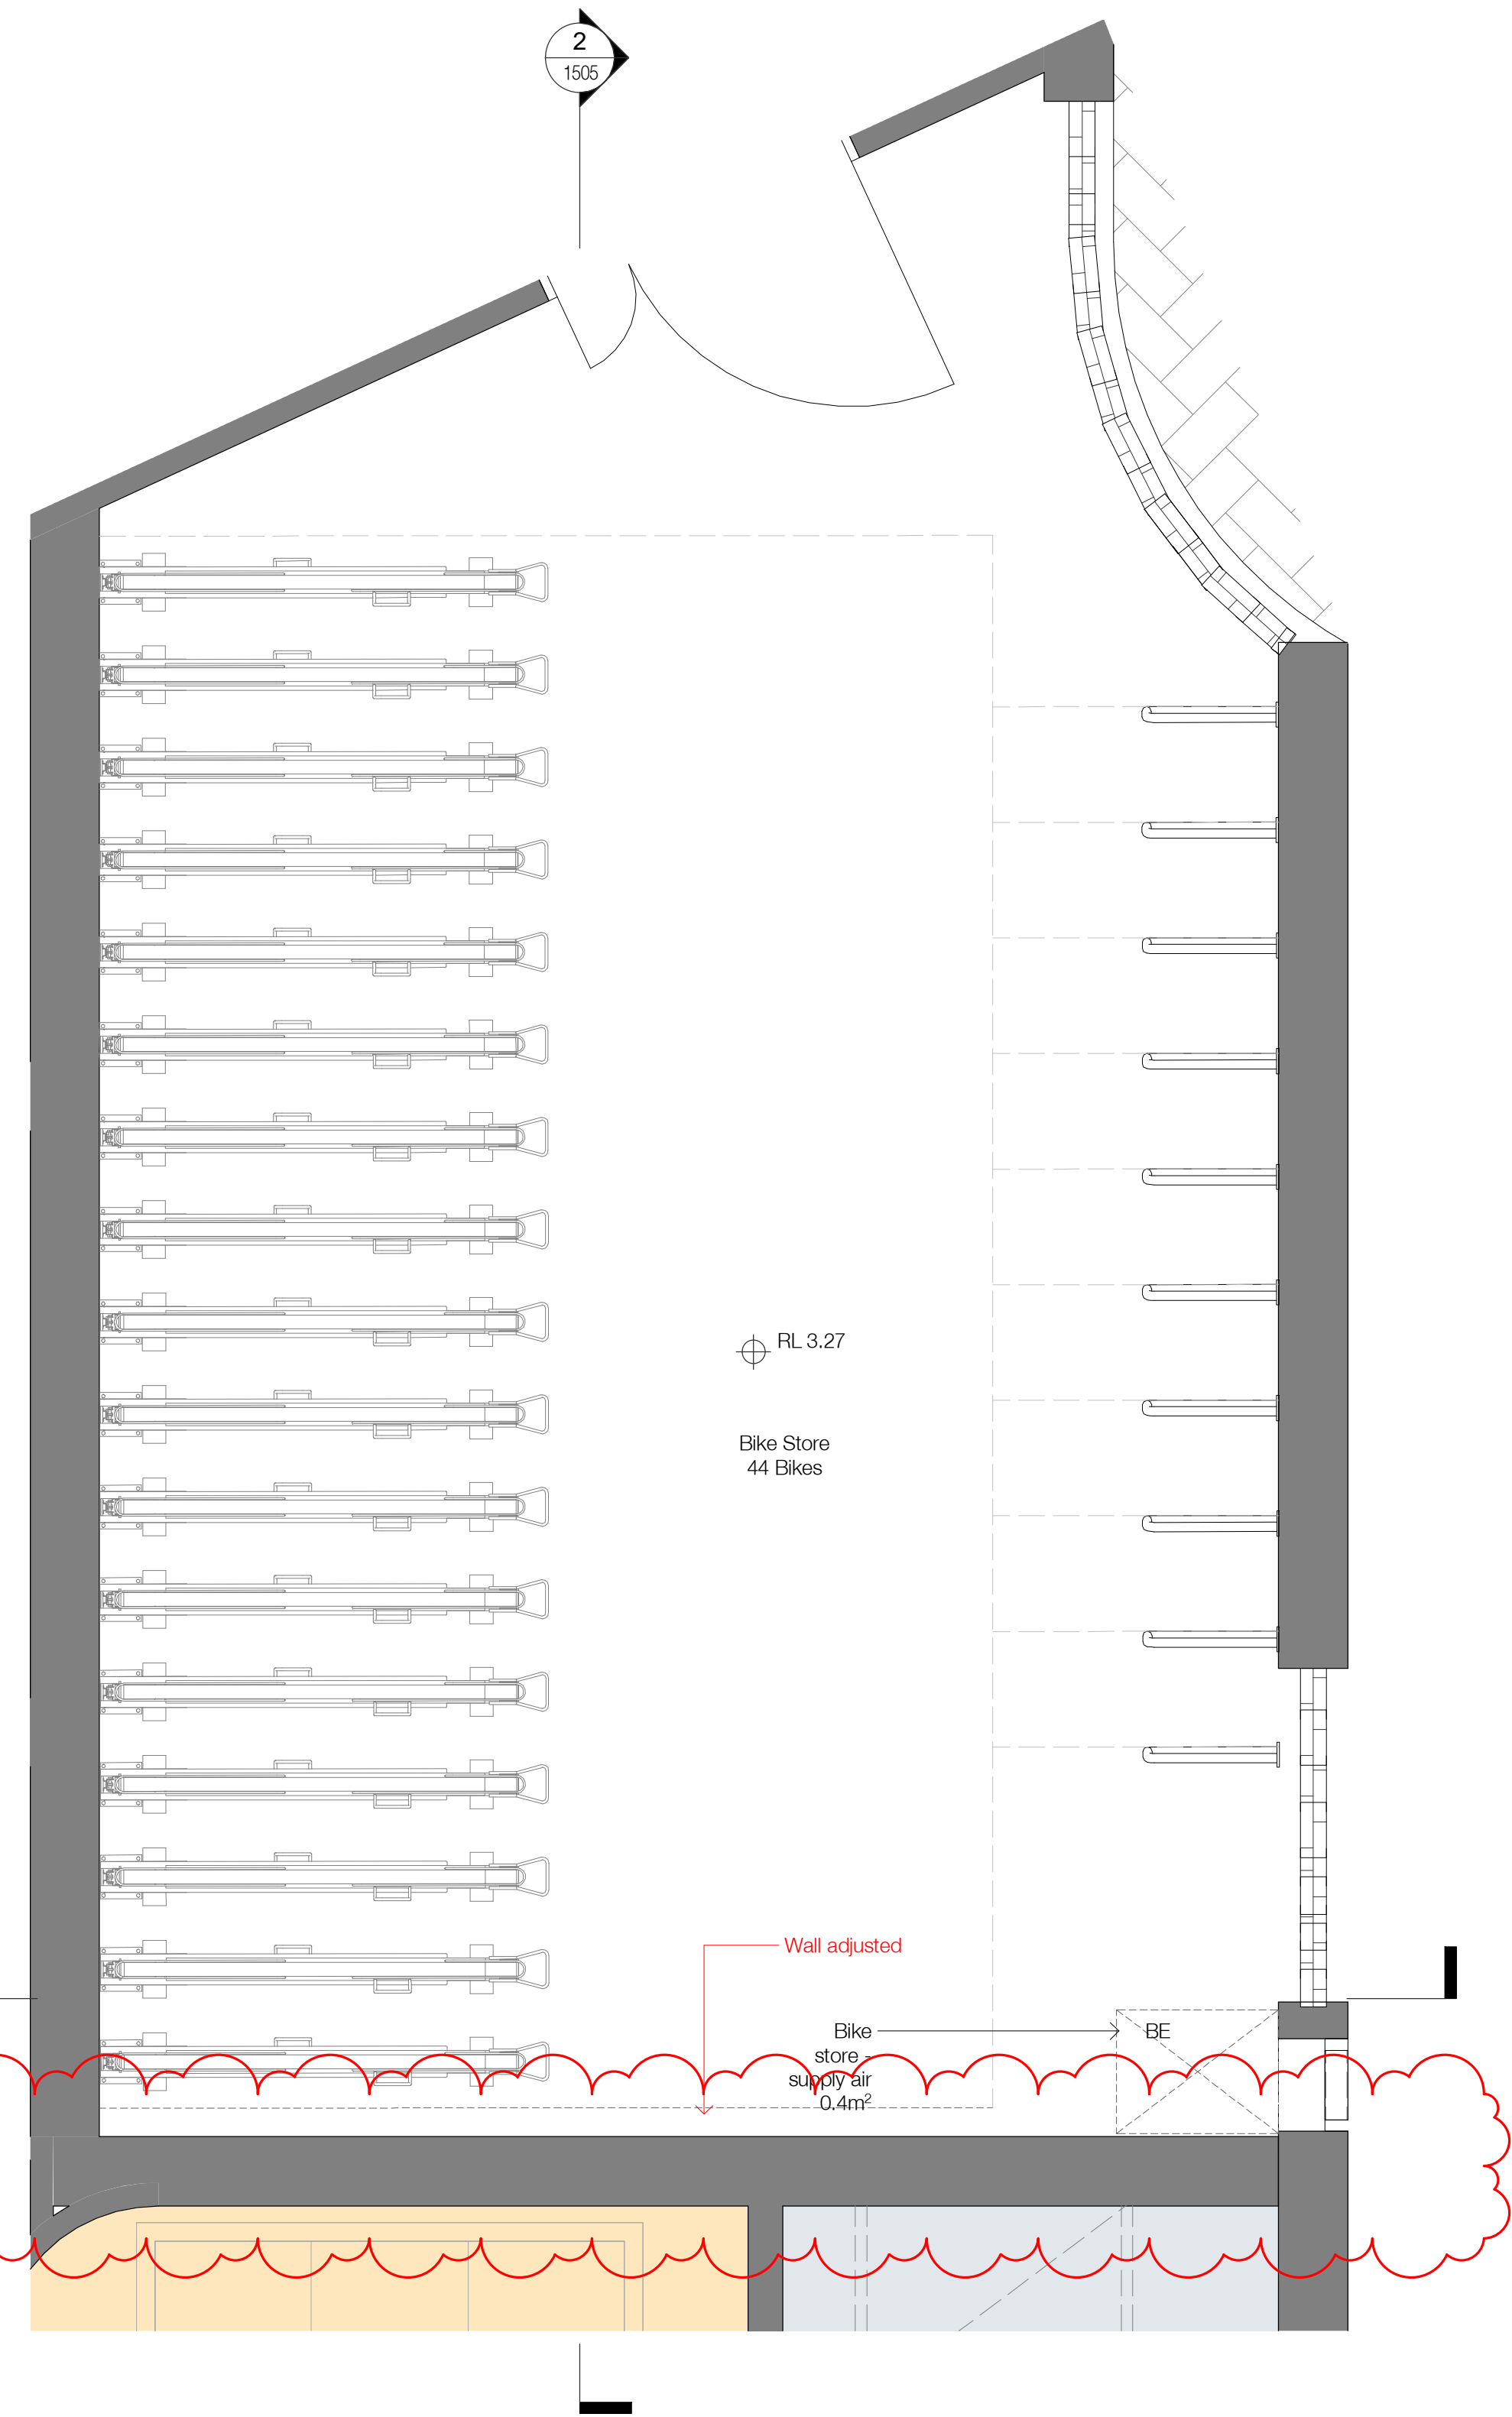 2
1505
RL 3.27
Bike Store
44 Bikes
Wall adjusted
Bike
store -
supply air
0.4m²
BE